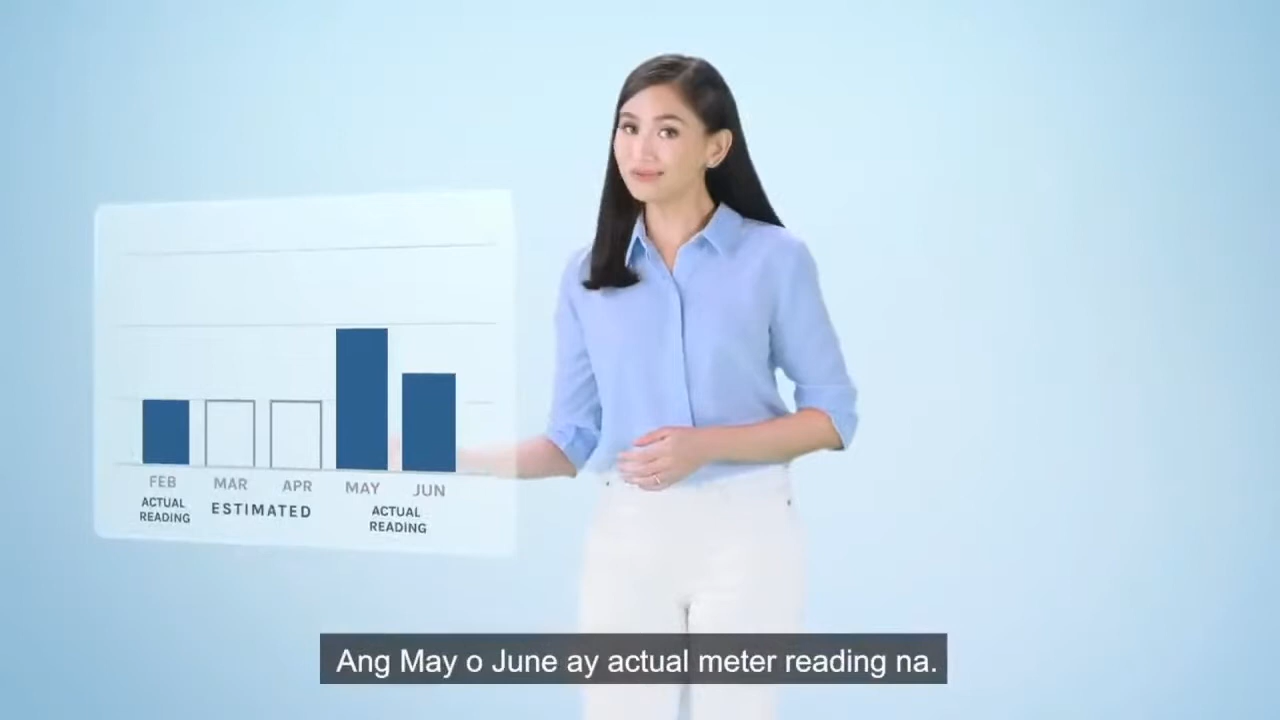 FEB MAR APR MAY JUN
ACTUAL
READING
ESTIMATED
ACTUAL
READING
Ang May o June ay actual meter reading na.